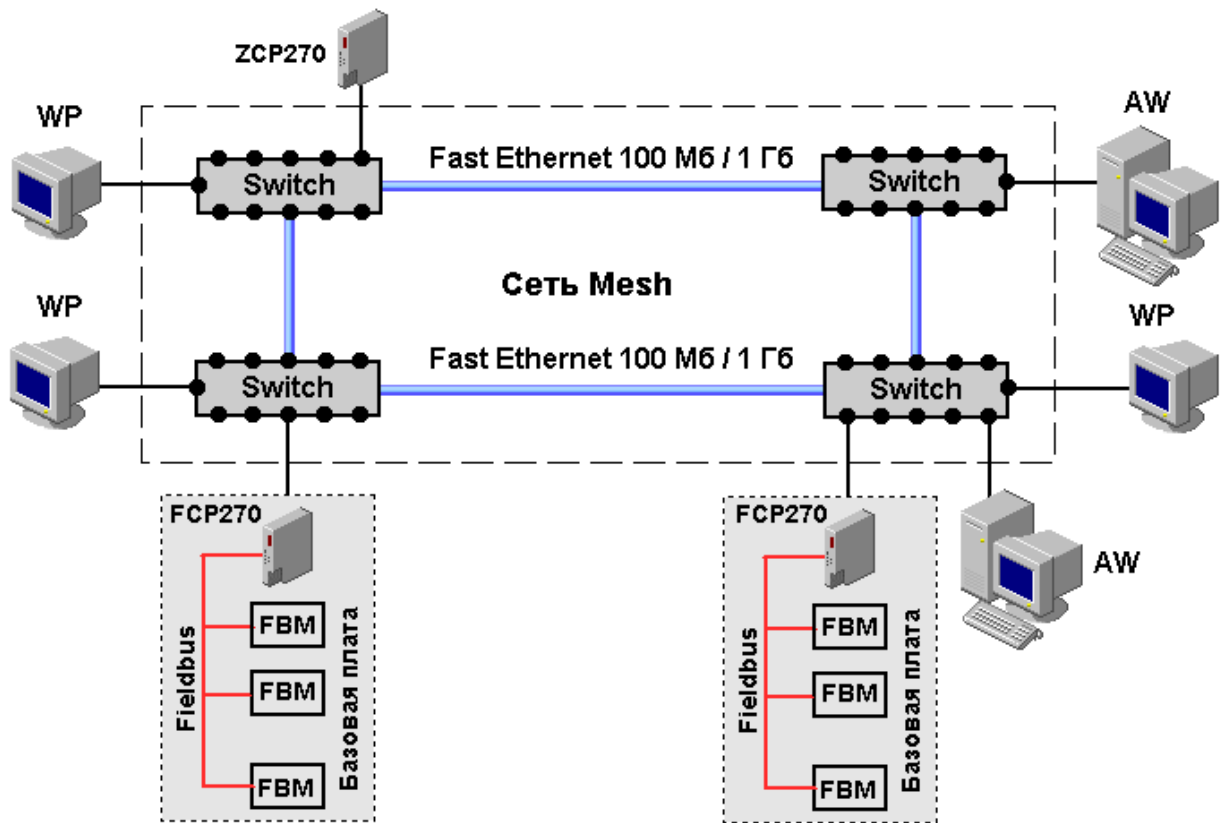 ZCP270
WP
AW
Fast Ethernet 100 Мб / 1 Гб
Switch
Switch
Сеть Mesh
WP
WP
Fast Ethernet 100 Мб / 1 Гб
Switch
Switch
FCP270
Fieldbus
FBM
FBM
FBM
Базовая плата
FCP270
Fieldbus
FBM
FBM
FBM
Базовая плата
AW